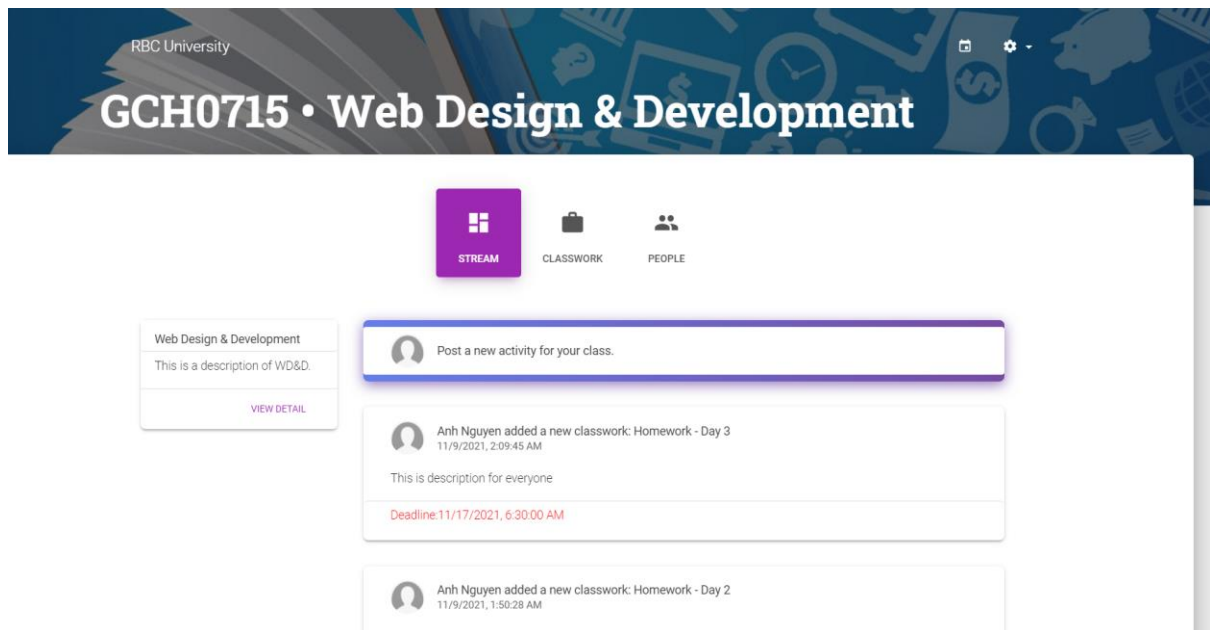 RBC University
GCH0715 • Web Design & Development
STREAM
CLASSWORK
PEOPLE
Web Design & Development
This is a description of WD&D.
VIEW DETAIL
Post a new activity for your class.
Anh Nguyen added a new classwork: Homework - Day 3
11/9/2021, 2:09:45 AM
This is description for everyone
Deadline:11/17/2021, 6:30:00 AM
Anh Nguyen added a new classwork: Homework - Day 2
11/9/2021, 1:50:28 AM